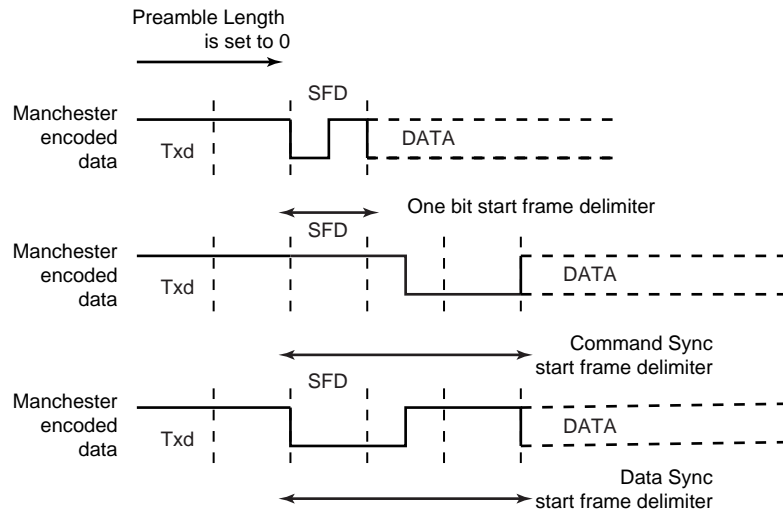 Preamble Length
is set to 0
SFD
Manchester
encoded
data
Txd
DATA
One bit start frame delimiter
SFD
Manchester
encoded
data
Txd
DATA
Command Sync
start frame delimiter
SFD
Manchester
encoded
data
Txd
DATA
Data Sync
start frame delimiter